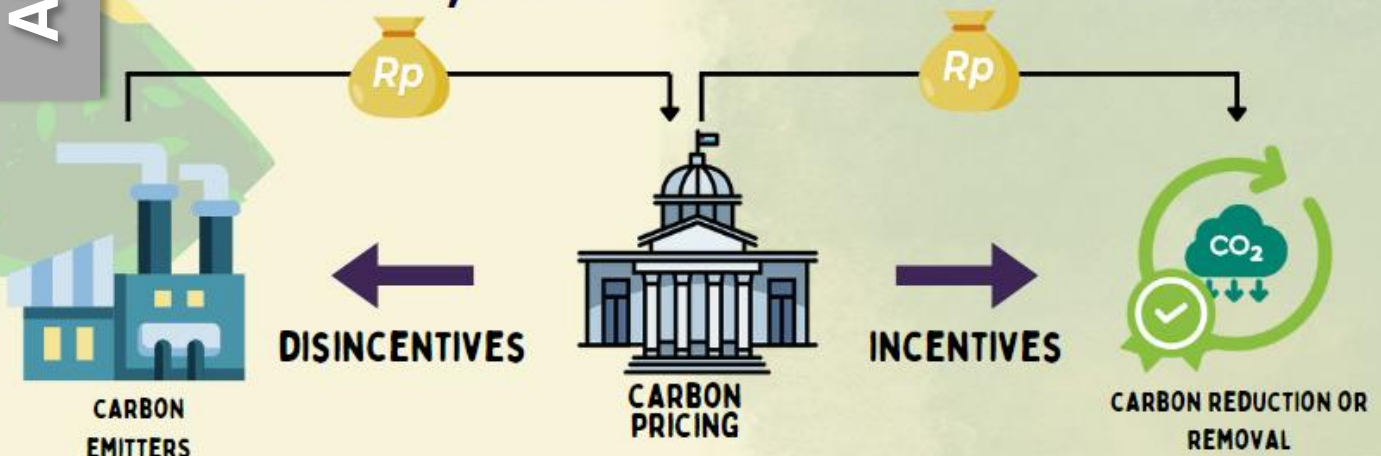 A
Rp
Rp
CO₂
DISINCENTIVES
INCENTIVES
CARBON
EMITTERS
CARBON
PRICING
CARBON REDUCTION OR
REMOVAL